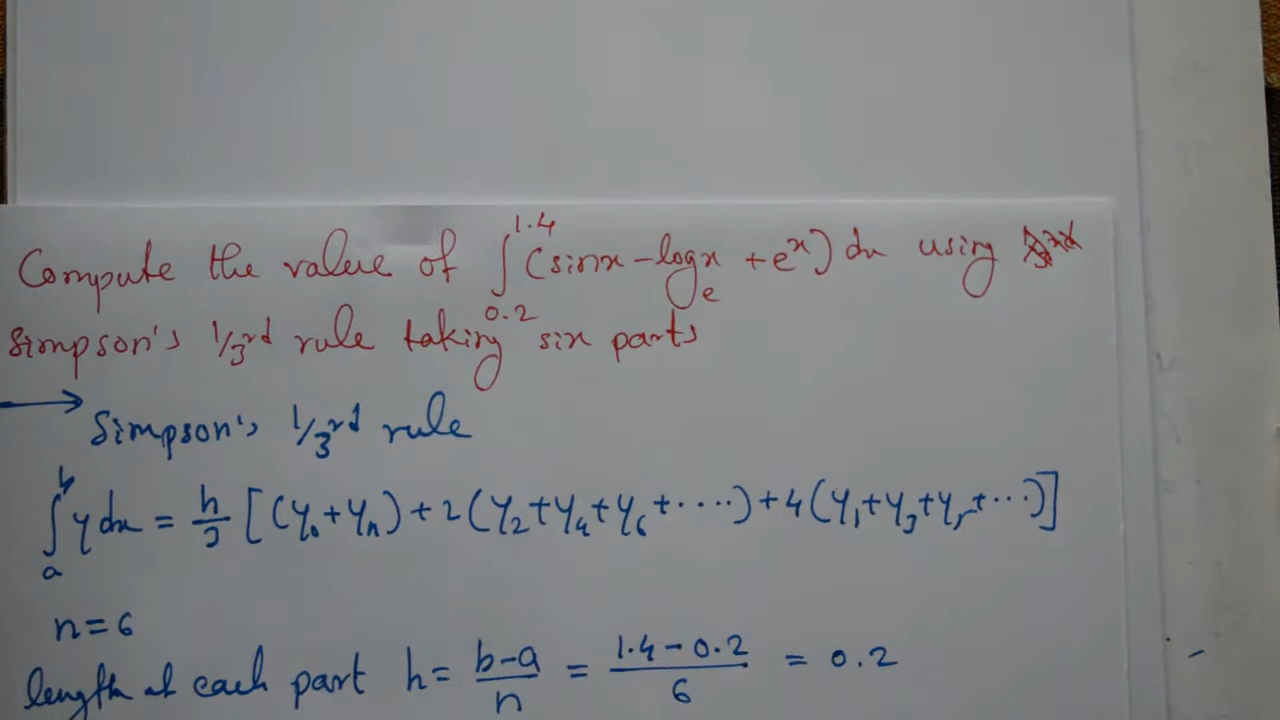 Compute the value of ∫_{0.2}^{1.4} (sinx - log_e x + e^x) dx using
Simpson's 1/3rd rule taking six parts
→ Simpson's 1/3rd rule
∫_a^b y dx = h/3 [(y₀+yₙ)+2(y₂+y₄+y₆+.....)+4(y₁+y₃+y₅+...)]
n=6
length of each part h = (b-a)/n = (1.4-0.2)/6 = 0.2